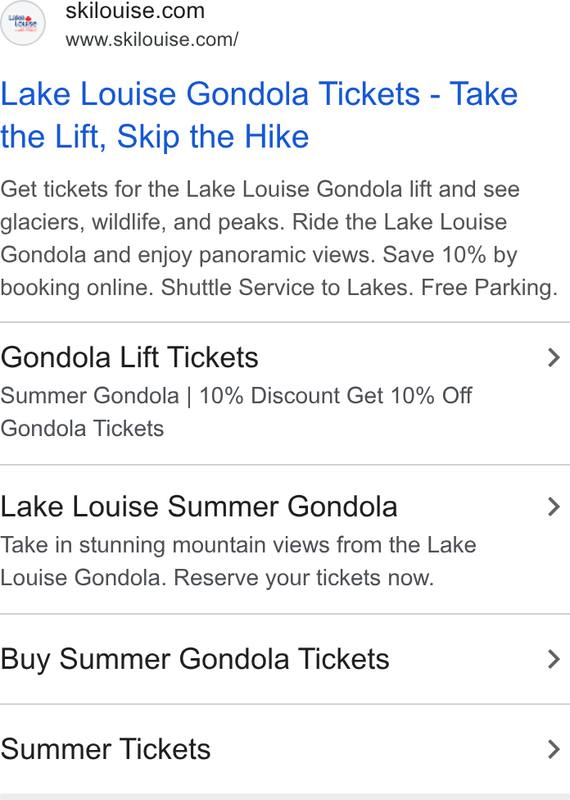 skilouise.com
www.skilouise.com/
Lake Louise Gondola Tickets - Take
the Lift, Skip the Hike
Get tickets for the Lake Louise Gondola lift and see
glaciers, wildlife, and peaks. Ride the Lake Louise
Gondola and enjoy panoramic views. Save 10% by
booking online. Shuttle Service to Lakes. Free Parking.
Gondola Lift Tickets
Summer Gondola | 10% Discount Get 10% Off
Gondola Tickets
Lake Louise Summer Gondola
Take in stunning mountain views from the Lake
Louise Gondola. Reserve your tickets now.
Buy Summer Gondola Tickets
Summer Tickets